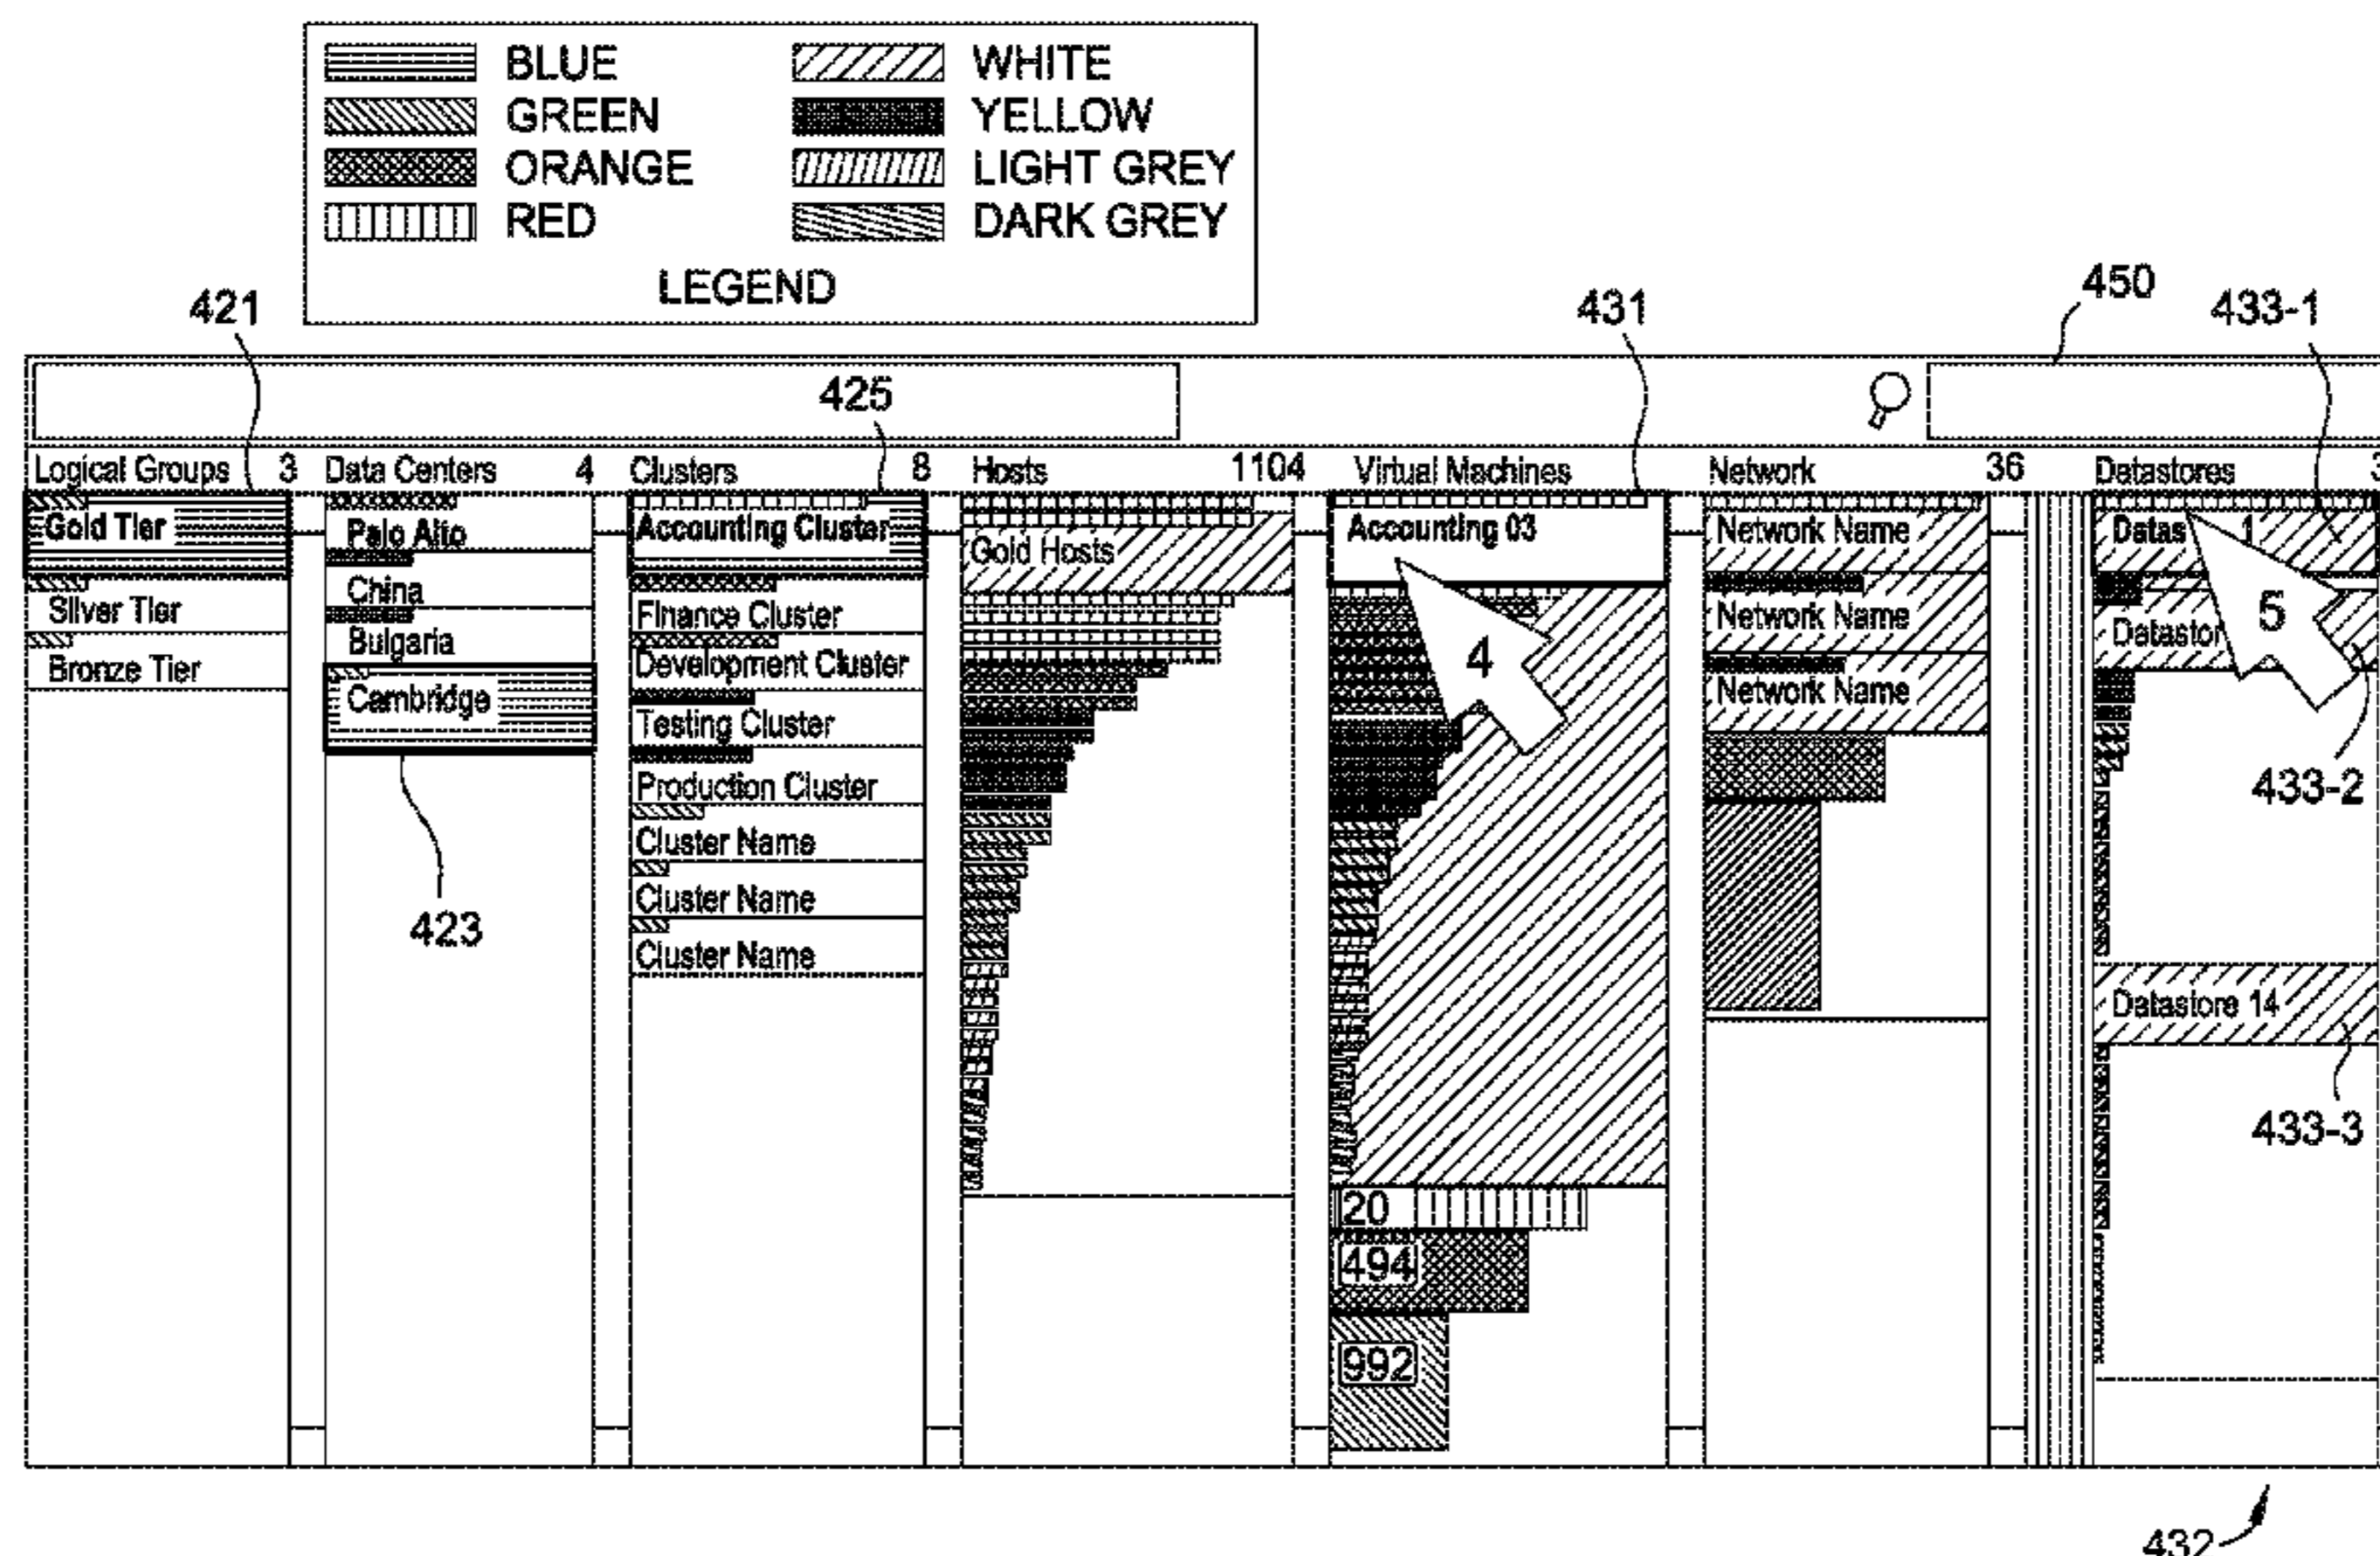 BLUE
WHITE
GREEN
YELLOW
ORANGE
LIGHT GREY
RED
DARK GREY
LEGEND
421
431
450
433-1
425
Logical Groups 3
Data Centers 4
Clusters 8
Hosts 1104
Virtual Machines
Network 36
Datastores
Gold Tier
Silver Tier
Bronze Tier
Palo Alto
China
Bulgaria
Cambridge
423
Accounting Cluster
Finance Cluster
Development Cluster
Testing Cluster
Production Cluster
Cluster Name
Cluster Name
Cluster Name
Gold Hosts
Accounting 03
4
20
494
992
Network Name
Network Name
Network Name
Datas 1
5
Datastor
433-2
Datastore 14
433-3
432